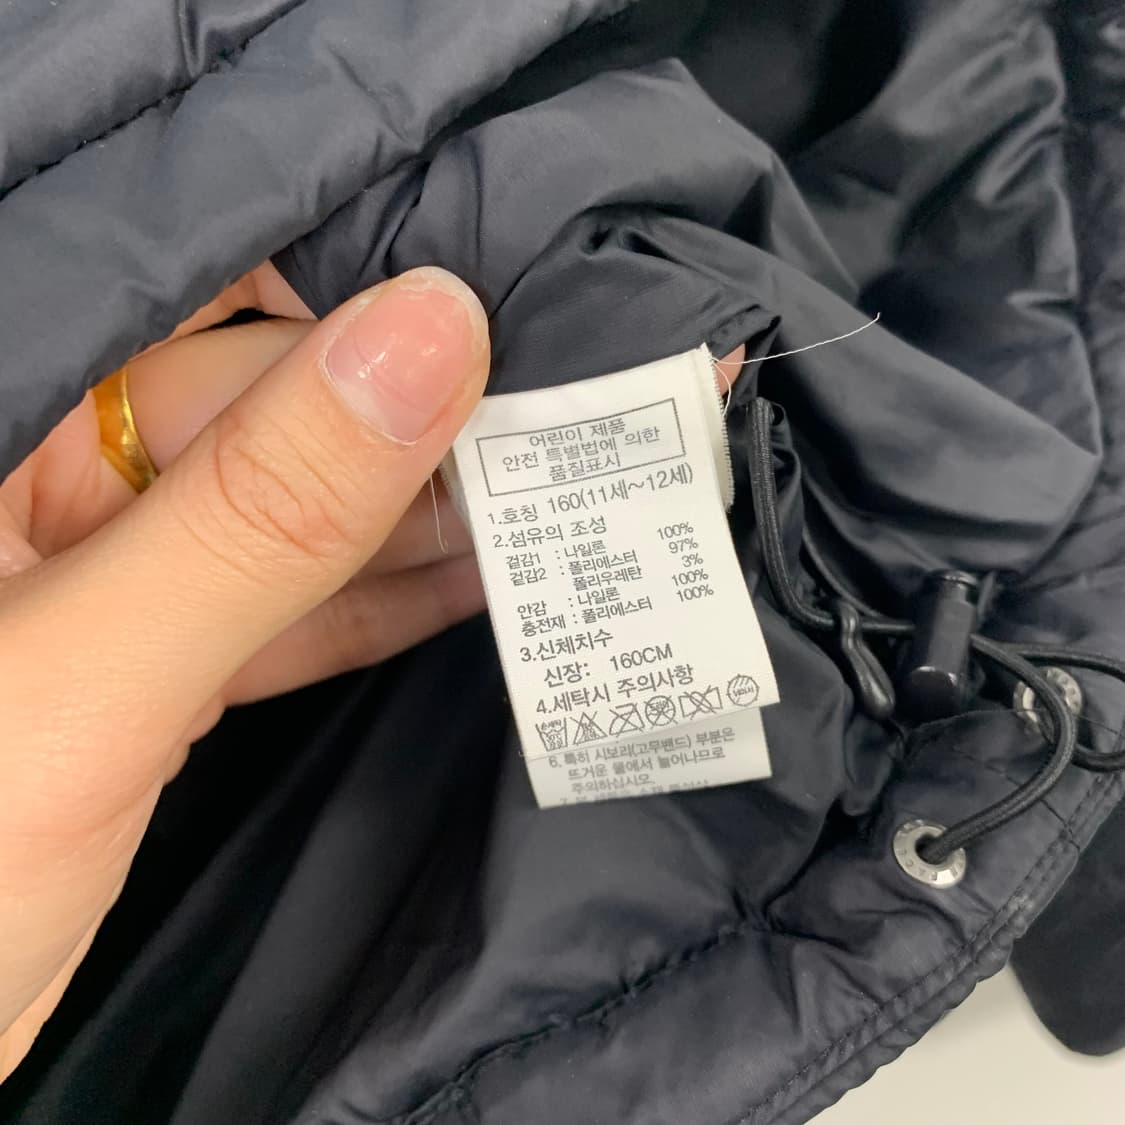 어린이 제품
안전 특별법에 의한
품질표시
1.호칭 160(11세~12세)
2.섬유의 조성
겉감1 : 나일론 100%
겉감2 : 폴리에스터 97%
폴리우레탄 3%
안감 : 나일론 100%
충전재 : 폴리에스터 100%
3.신체치수
신장: 160CM
4.세탁시 주의사항
6. 특히 시보리(고무밴드) 부분은
뜨거운 물에서 늘어나므로
주의하십시오.